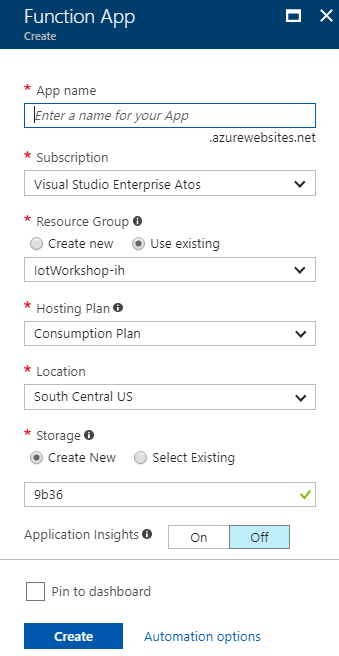 Function App
Create
* App name
Enter a name for your App
.azurewebsites.net
* Subscription
Visual Studio Enterprise Atos
* Resource Group
Create new Use existing
IotWorkshop-ih
* Hosting Plan
Consumption Plan
* Location
South Central US
* Storage
Create New Select Existing
9b36
Application Insights On Off
Pin to dashboard
Create Automation options